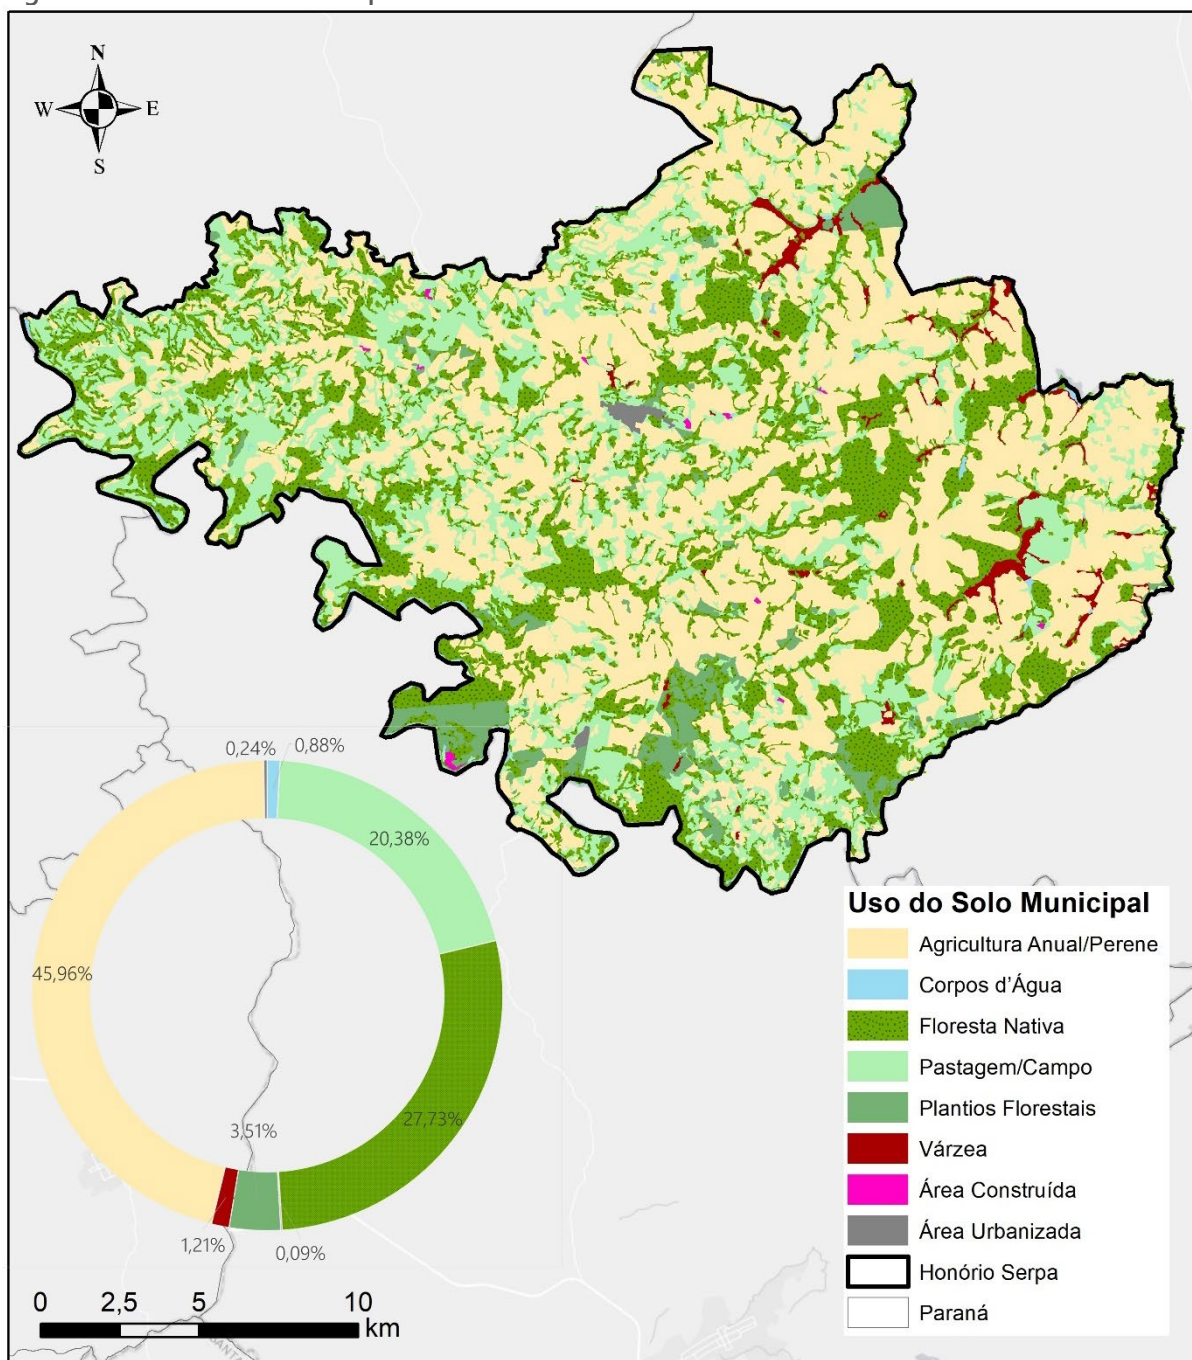 N
W E
S
0,24%
0,88%
20,38%
45,96%
27,73%
3,51%
1,21%
0,09%
Uso do Solo Municipal
Agricultura Anual/Perene
Corpos d'Água
Floresta Nativa
Pastagem/Campo
Plantios Florestais
Várzea
Área Construída
Área Urbanizada
Honório Serpa
Paraná
0 2,5 5 10
km